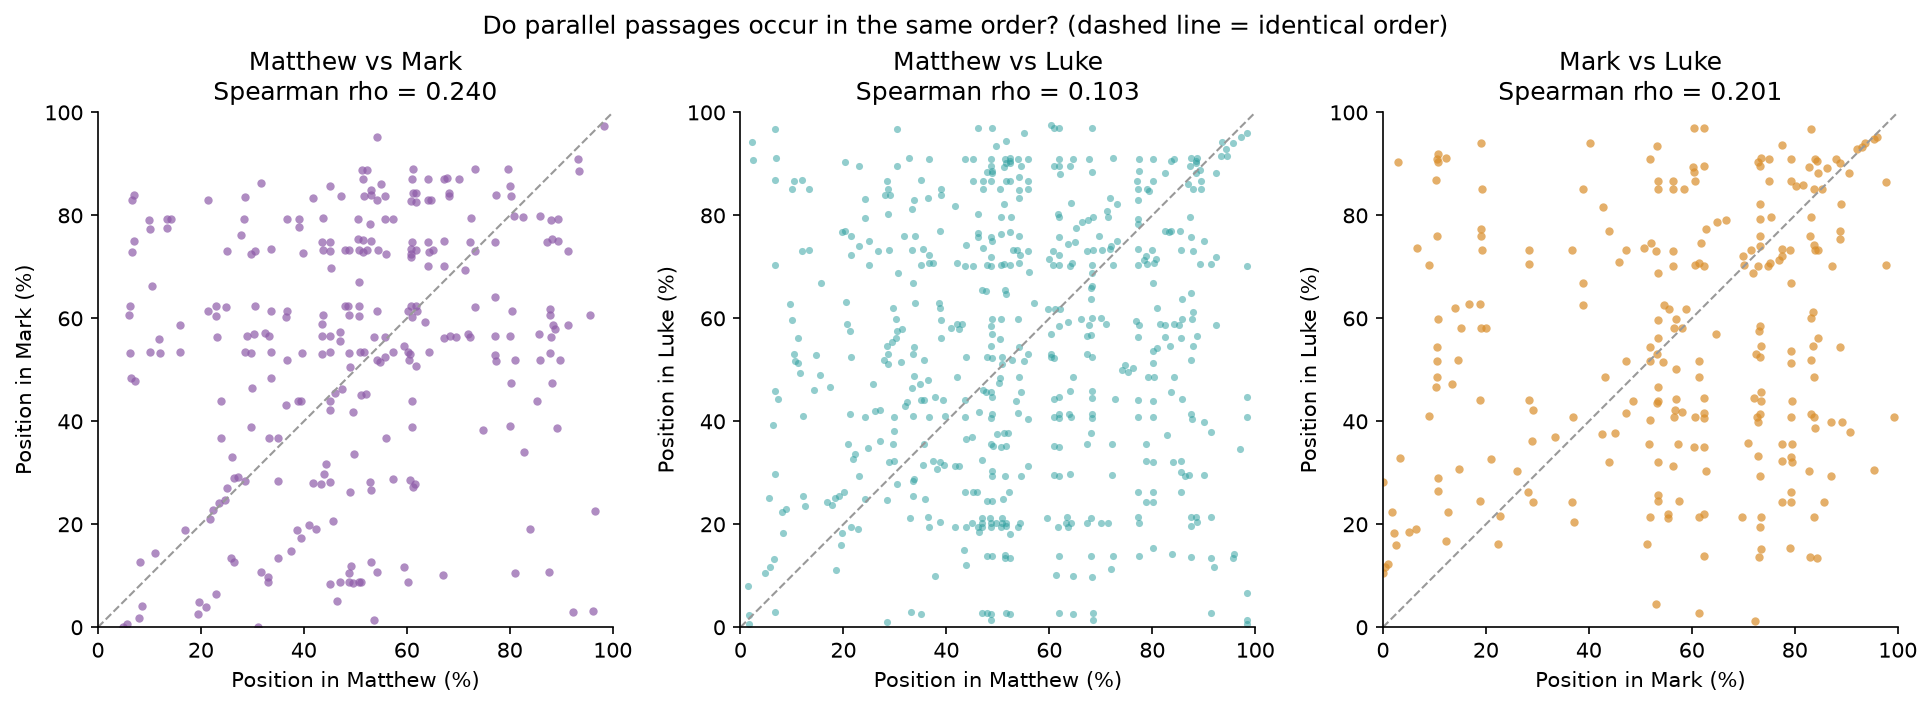 Do parallel passages occur in the same order? (dashed line = identical order)
Matthew vs Mark
Spearman rho = 0.240
Position in Mark (%)
100
80
60
40
20
0
0 20 40 60 80 100
Position in Matthew (%)
Matthew vs Luke
Spearman rho = 0.103
Position in Luke (%)
100
80
60
40
20
0
0 20 40 60 80 100
Position in Matthew (%)
Mark vs Luke
Spearman rho = 0.201
Position in Luke (%)
100
80
60
40
20
0
0 20 40 60 80 100
Position in Mark (%)